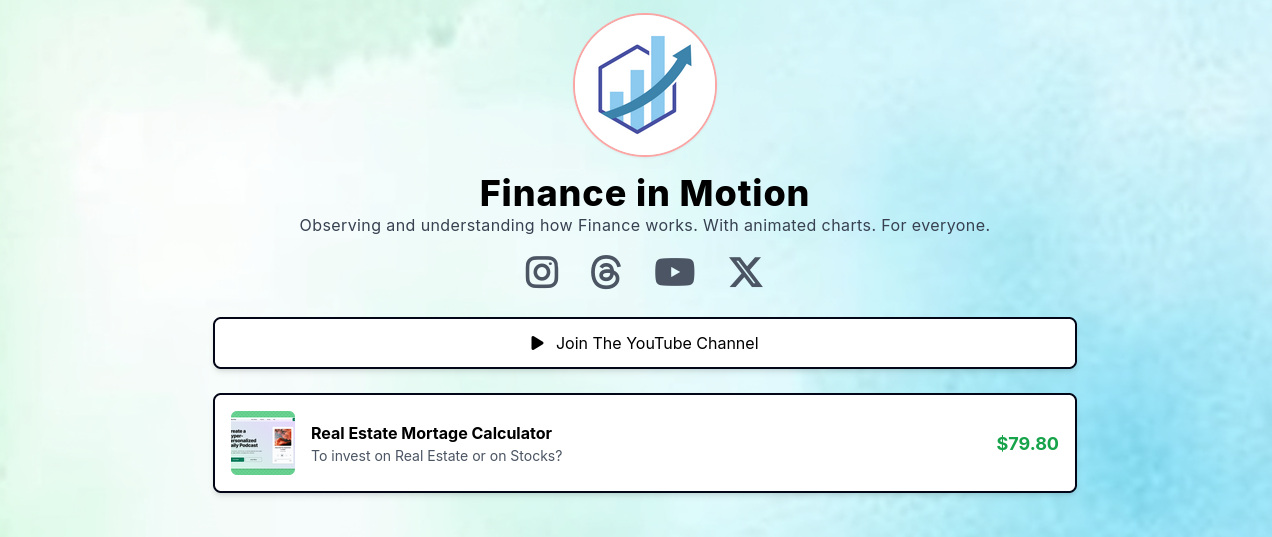 Finance in Motion
Observing and understanding how Finance works. With animated charts. For everyone.
Join The YouTube Channel
Real Estate Mortage Calculator
To invest on Real Estate or on Stocks?
$79.80